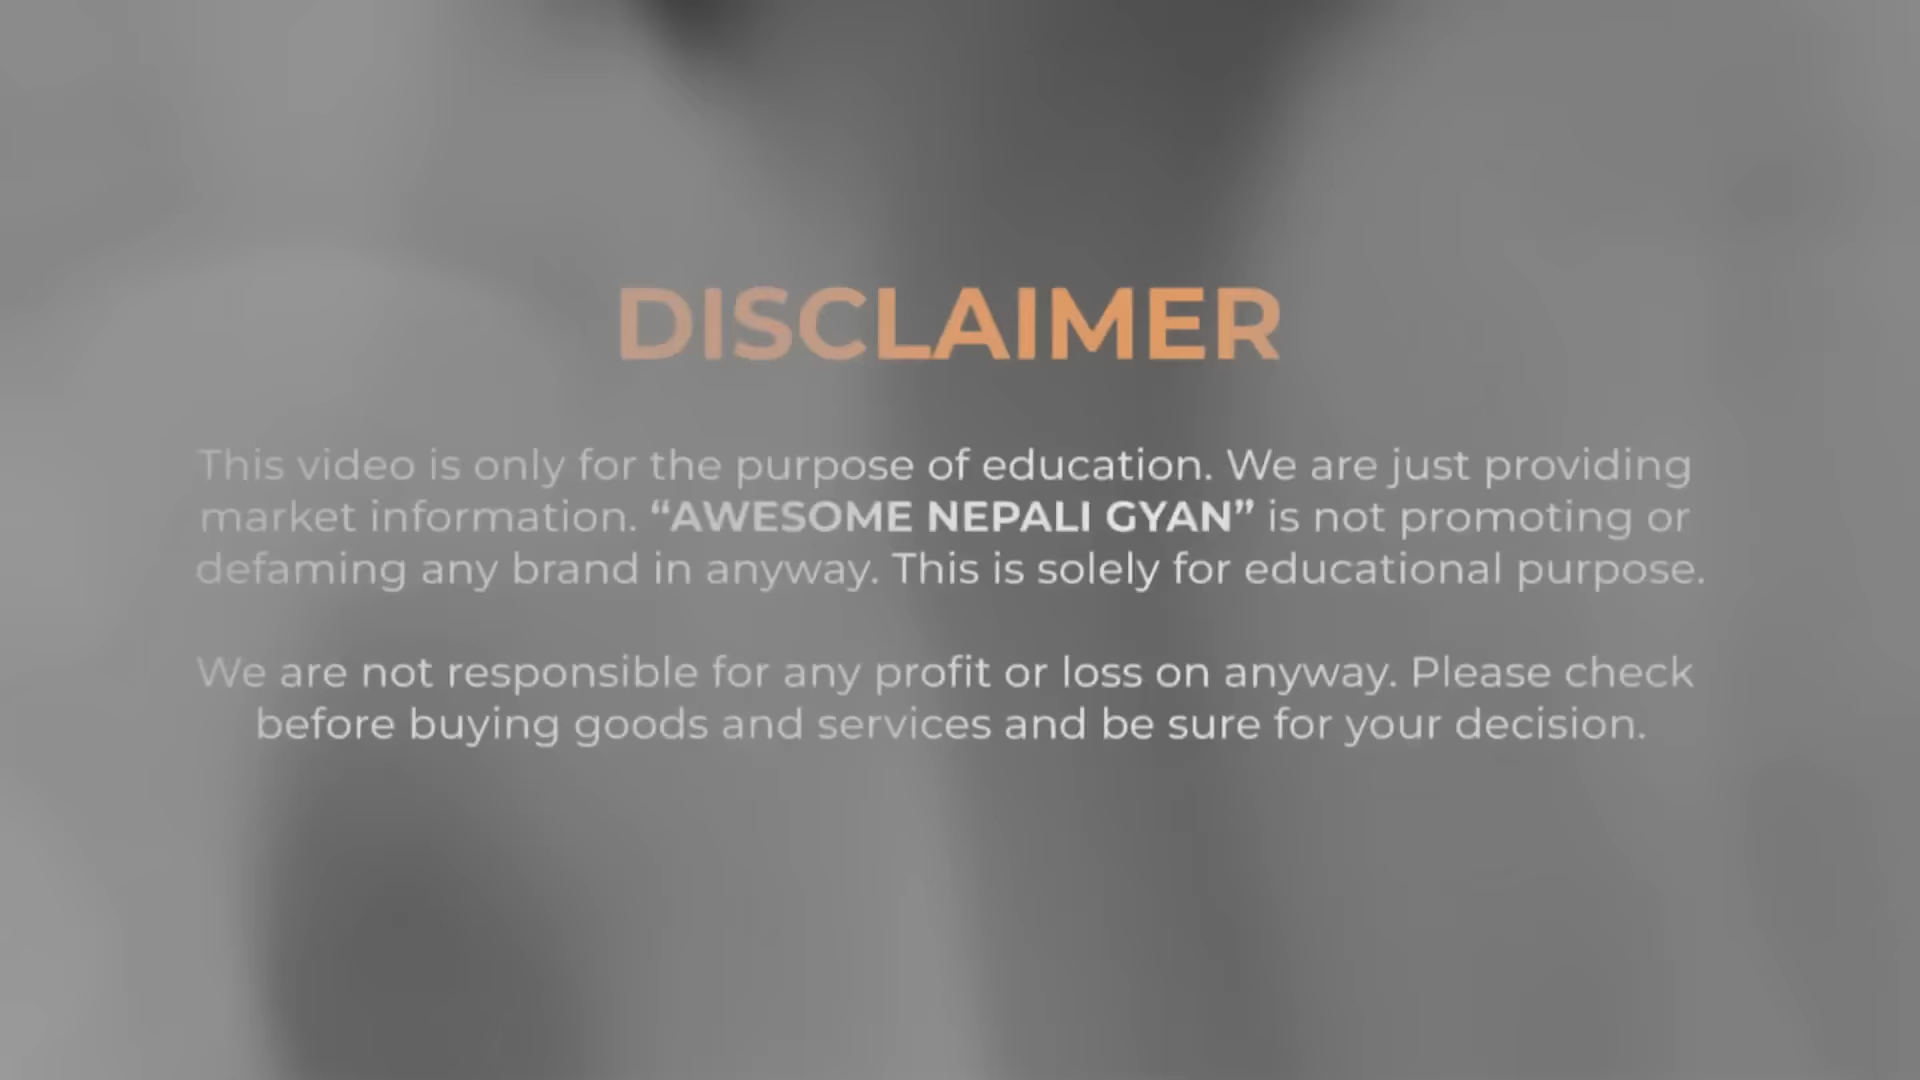 DISCLAIMER
This video is only for the purpose of education. We are just providing
market information. “AWESOME NEPALI GYAN” is not promoting or
defaming any brand in anyway. This is solely for educational purpose.
We are not responsible for any profit or loss on anyway. Please check
before buying goods and services and be sure for your decision.